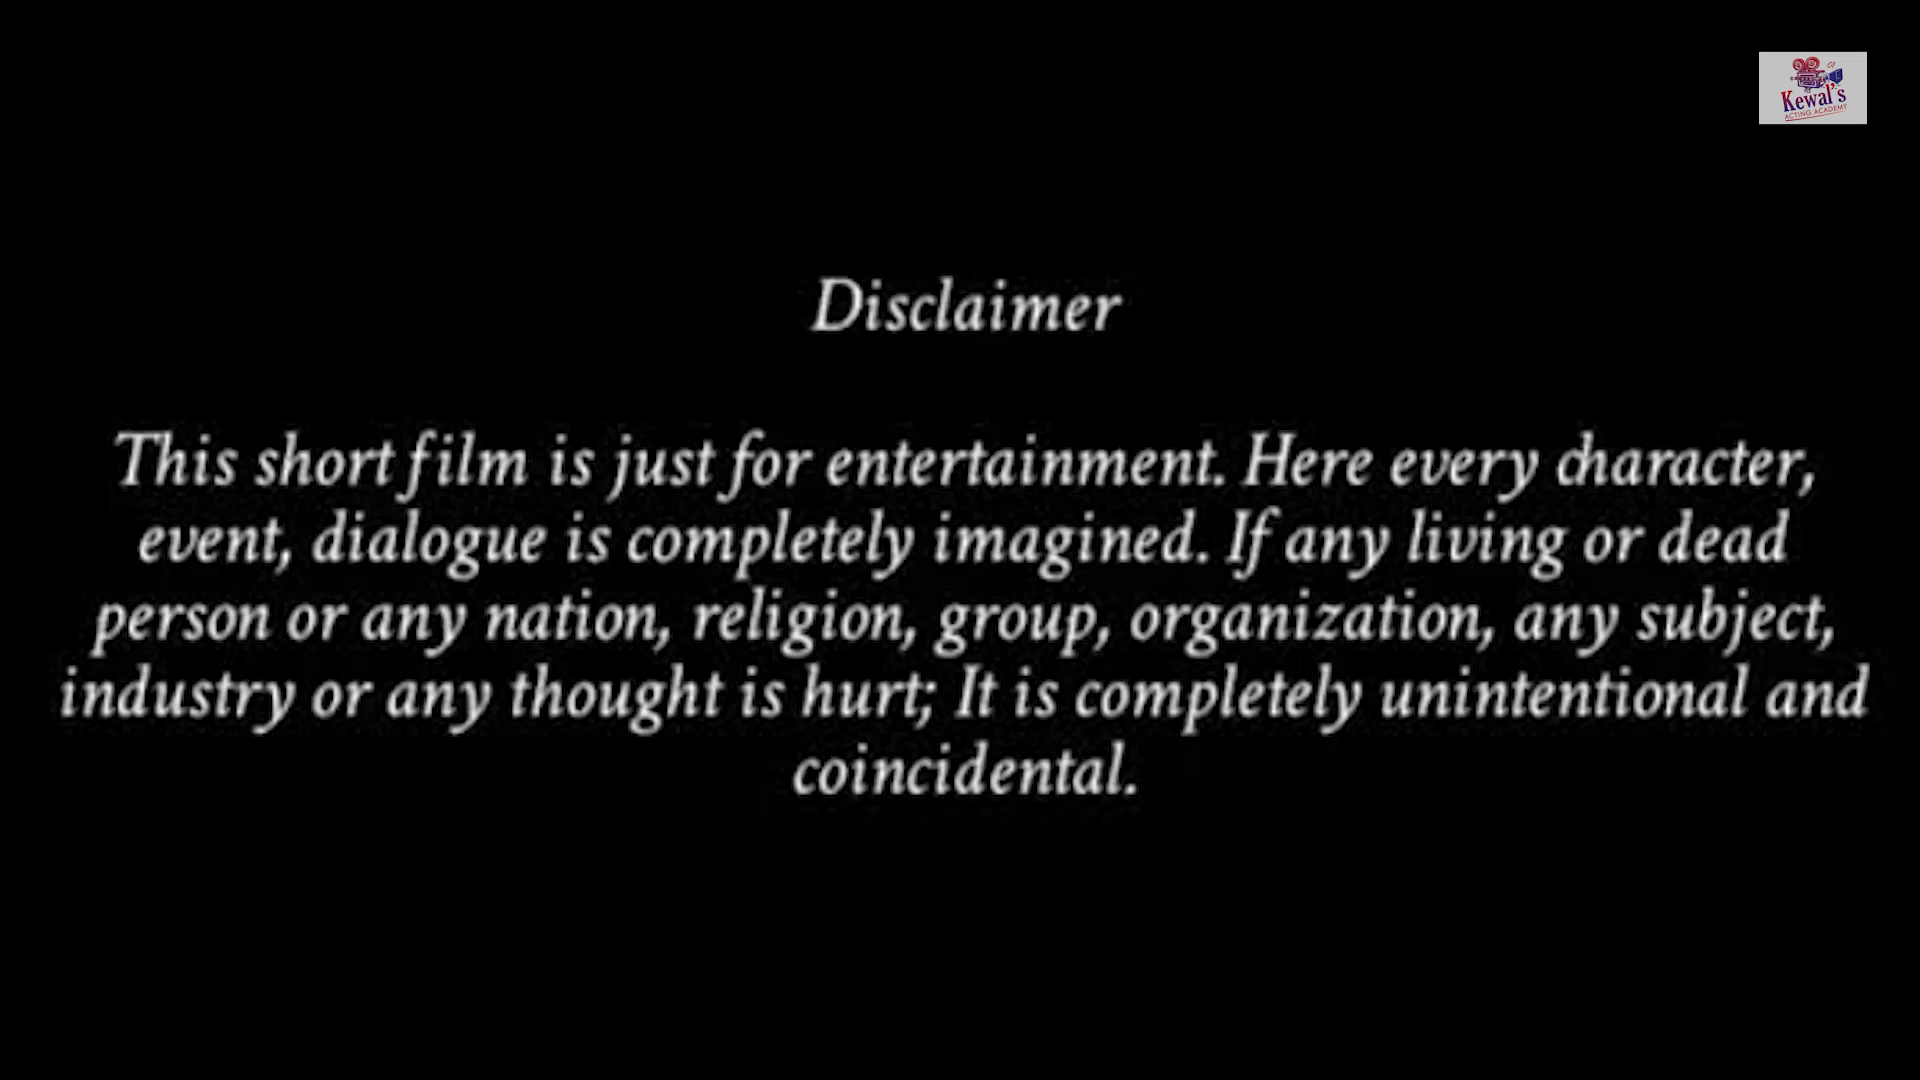 Kewal's
ACTING ACADEMY
Disclaimer
This short film is just for entertainment. Here every character,
event, dialogue is completely imagined. If any living or dead
person or any nation, religion, group, organization, any subject,
industry or any thought is hurt; It is completely unintentional and
coincidental.